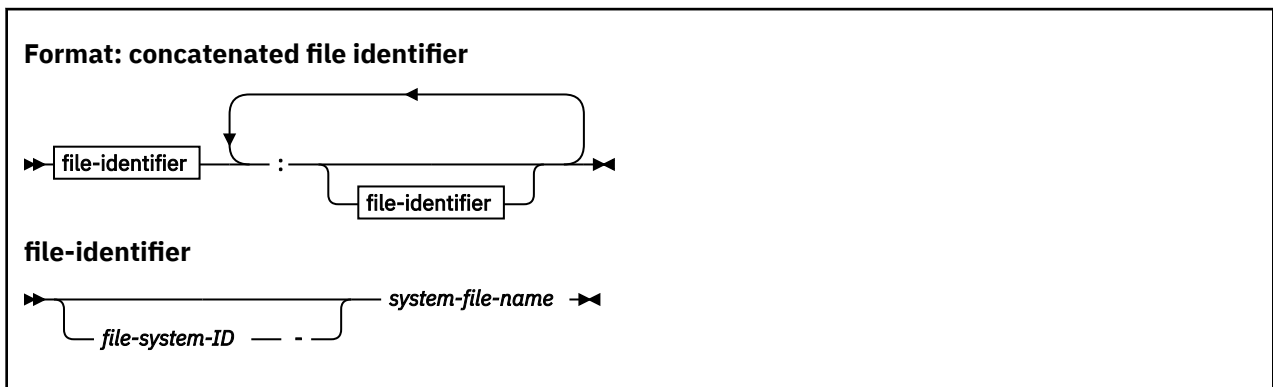 Format: concatenated file identifier
file-identifier : 
file-identifier
file-identifier
system-file-name
file-system-ID -